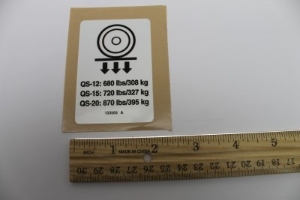 QS-12: 680 lbs/308 kg
QS-15: 720 lbs/327 kg
QS-20: 870 lbs/395 kg
1 MADE IN CHINA 2 3 4 5